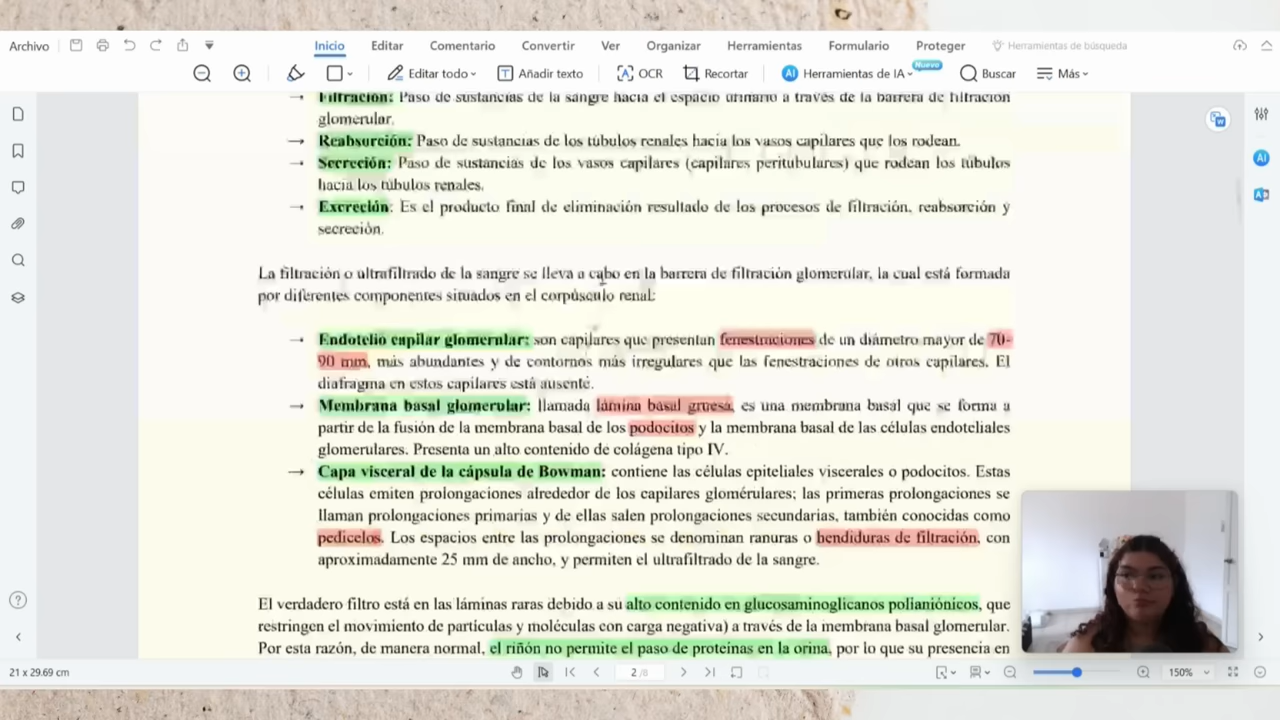 Archivo
Inicio
Editar
Comentario
Convertir
Ver
Organizar
Herramientas
Formulario
Proteger
Herramientas de búsqueda
Editar todo
Añadir texto
OCR
Recortar
AI Herramientas de IA
Nuevo
Buscar
Más
→ Filtración: Paso de sustancias de la sangre hacia el espacio urinario a través de la barrera de filtración
glomerular.
→ Reabsorción: Paso de sustancias de los túbulos renales hacia los vasos capilares que los rodean.
→ Secreción: Paso de sustancias de los vasos capilares (capilares peritubulares) que rodean los túbulos
hacia los túbulos renales.
→ Excreción: Es el producto final de eliminación resultado de los procesos de filtración, reabsorción y
secreción.
La filtración o ultrafiltrado de la sangre se lleva a cabo en la barrera de filtración glomerular, la cual está formada
por diferentes componentes situados en el corpúsculo renal:
→ Endotelio capilar glomerular: son capilares que presentan fenestraciones de un diámetro mayor de 70-
90 mm, más abundantes y de contornos más irregulares que las fenestraciones de otros capilares. El
diafragma en estos capilares está ausente.
→ Membrana basal glomerular: llamada lámina basal gruesa, es una membrana basal que se forma a
partir de la fusión de la membrana basal de los podocitos y la membrana basal de las células endoteliales
glomerulares. Presenta un alto contenido de colágena tipo IV.
→ Capa visceral de la cápsula de Bowman: contiene las células epiteliales viscerales o podocitos. Estas
células emiten prolongaciones alrededor de los capilares glomérulares; las primeras prolongaciones se
llaman prolongaciones primarias y de ellas salen prolongaciones secundarias, también conocidas como
pedicelos. Los espacios entre las prolongaciones se denominan ranuras o hendiduras de filtración, con
aproximadamente 25 mm de ancho, y permiten el ultrafiltrado de la sangre.
El verdadero filtro está en las láminas raras debido a su alto contenido en glucosaminoglicanos polianiónicos, que
restringen el movimiento de partículas y moléculas con carga negativa) a través de la membrana basal glomerular.
Por esta razón, de manera normal, el riñón no permite el paso de proteínas en la orina, por lo que su presencia en
21 x 29.69 cm
2 /8
150%